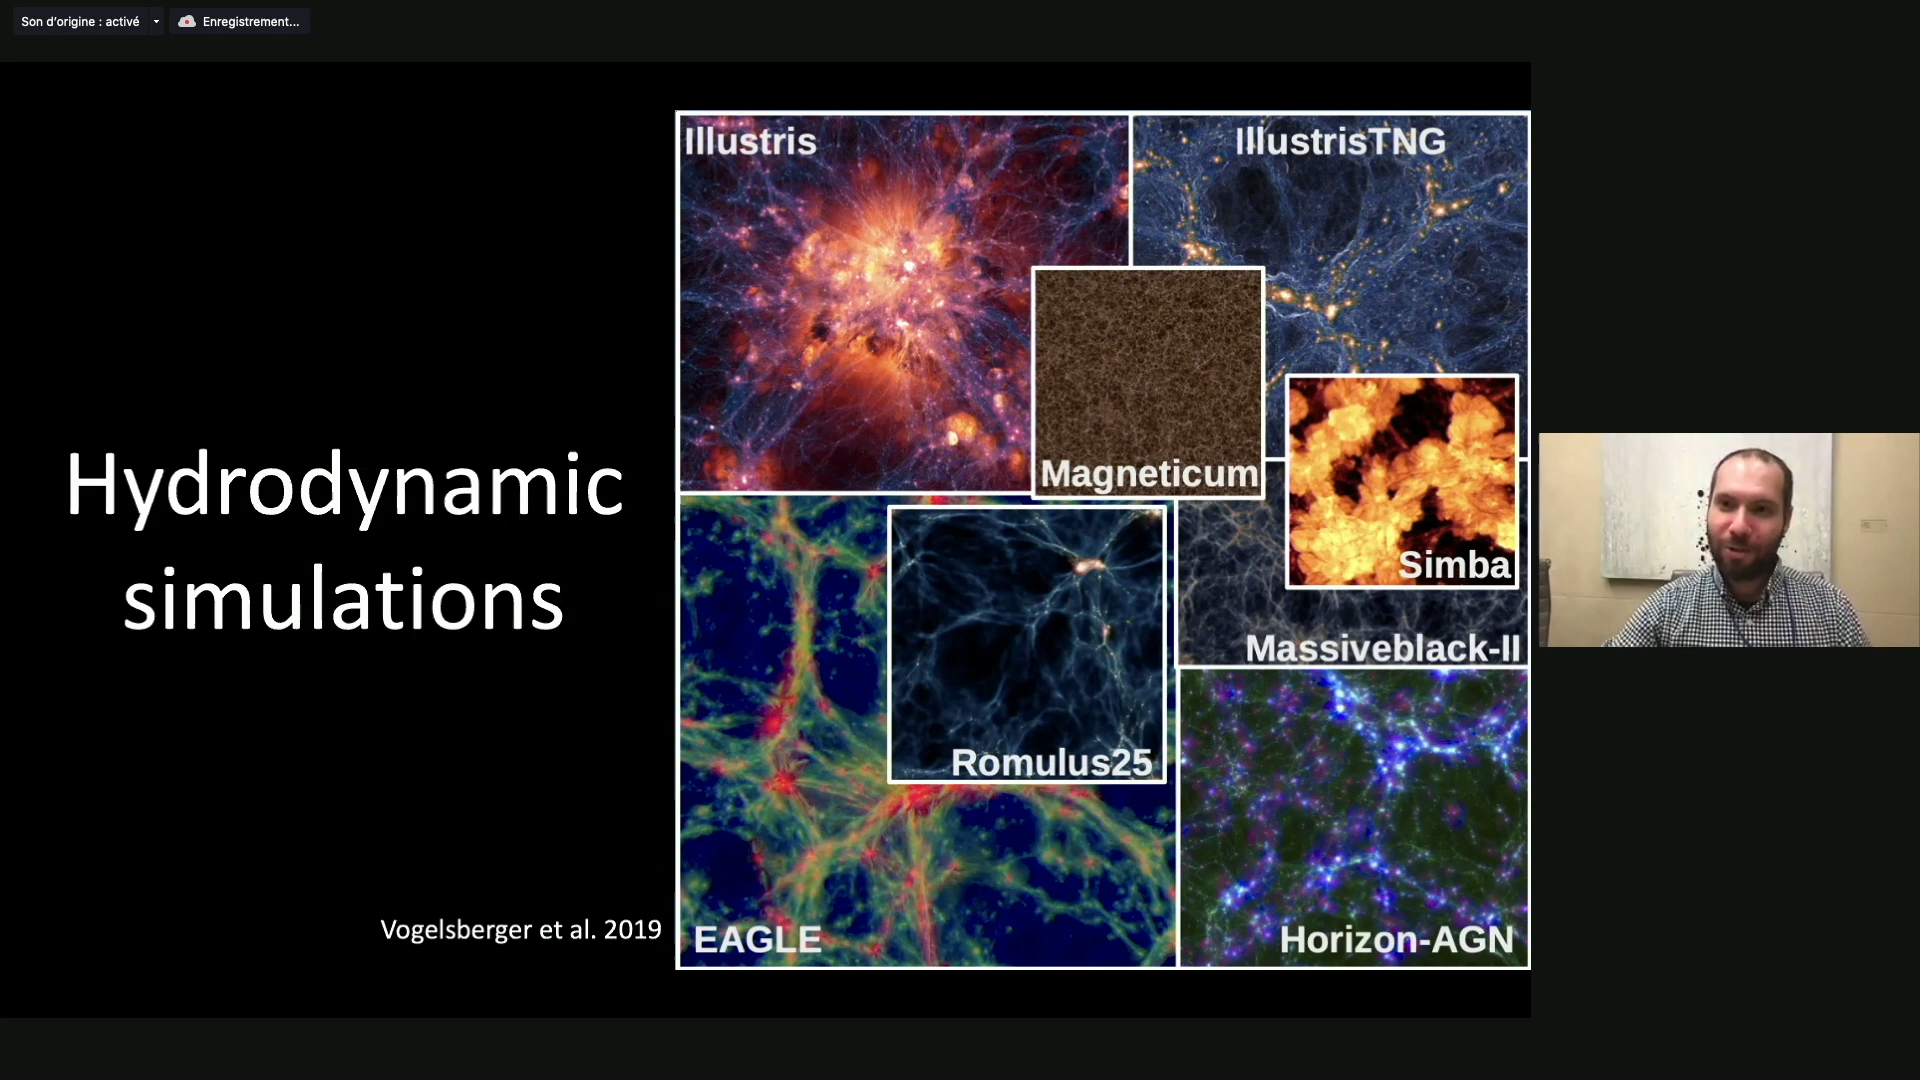 Son d'origine : activé
Enregistrement...
Illustris
IllustrisTNG
Magneticum
Simba
Hydrodynamic
simulations
Massiveblack-II
Romulus25
Vogelsberger et al. 2019
EAGLE
Horizon-AGN